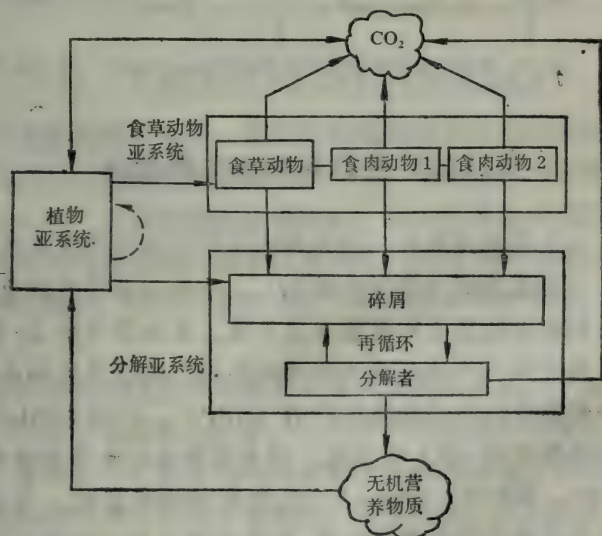 CO₂
食草动物
亚系统
食草动物
食肉动物1
食肉动物2
植物
亚系统
碎屑
再循环
分解亚系统
分解者
无机营
养物质